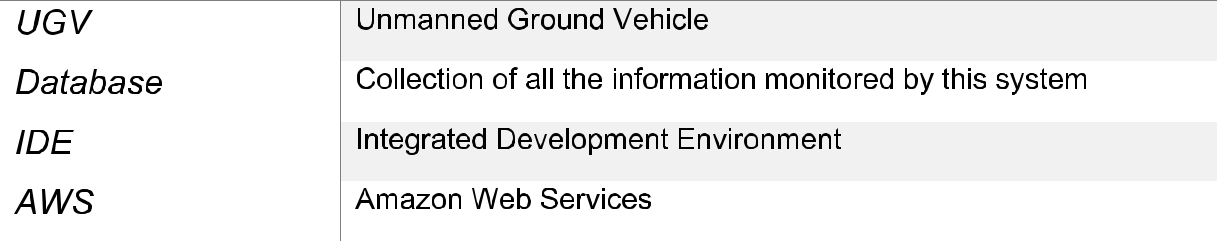 UGV Unmanned Ground Vehicle
Database Collection of all the information monitored by this system
IDE Integrated Development Environment
AWS Amazon Web Services